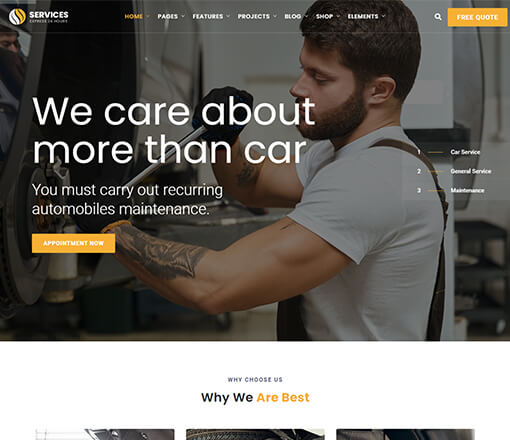 SERVICES
EXPRESS 24 HOURS
HOME PAGES FEATURES PROJECTS BLOG SHOP ELEMENTS
FREE QUOTE
We care about
more than car
You must carry out recurring
automobiles maintenance.
APPOINTMENT NOW
1 Car Service
2 General Service
3 Maintenance
WHY CHOOSE US
Why We Are Best